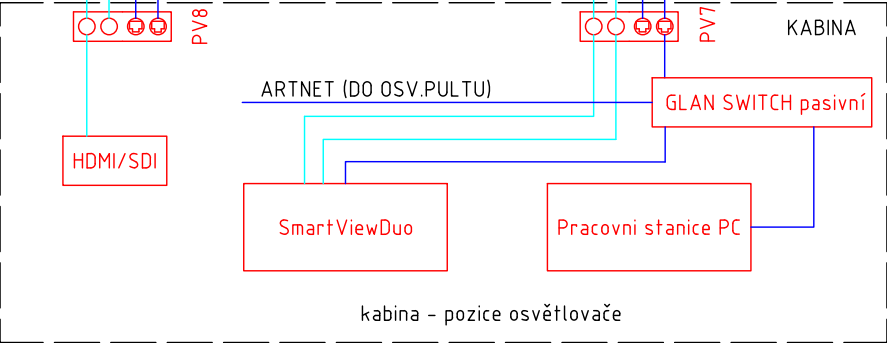 PV8
PV7
KABINA
ARTNET (DO OSV.PULTU)
GLAN SWITCH pasivní
HDMI/SDI
SmartViewDuo
Pracovni stanice PC
kabina - pozice osvětlovače